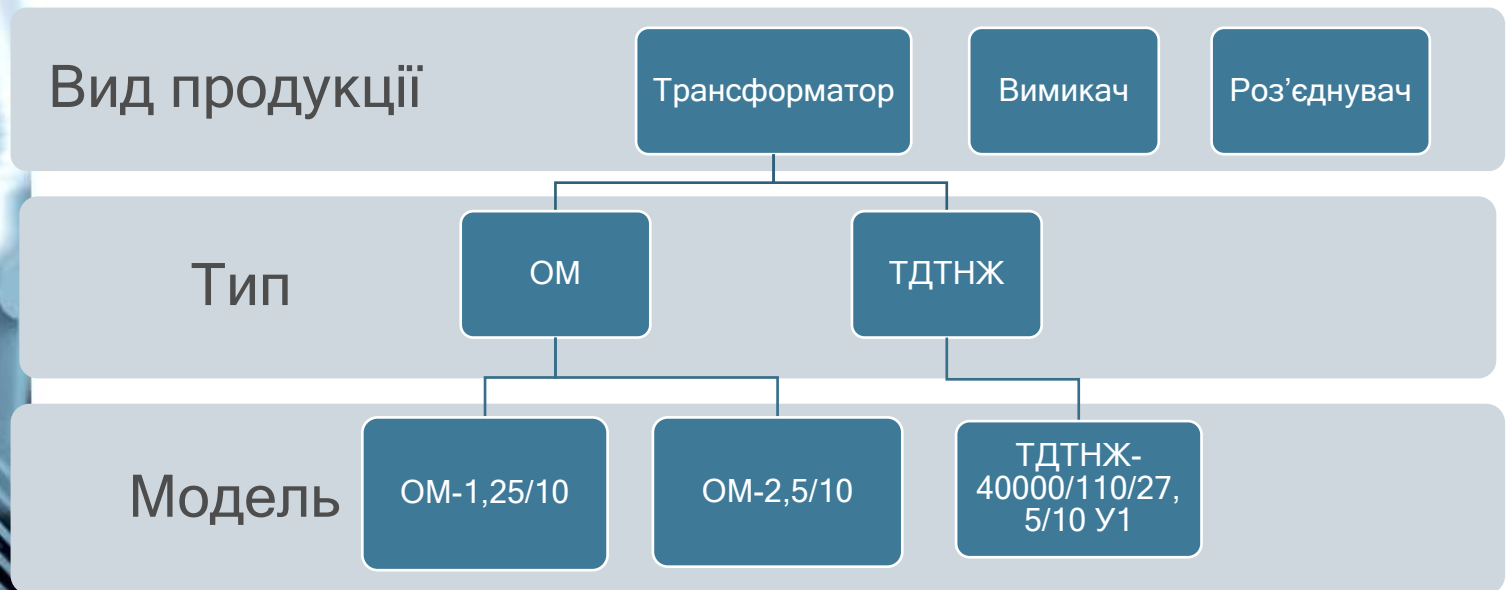 Вид продукції
Трансформатор
Вимикач
Роз’єднувач
Тип
ОМ
ТДТНЖ
Модель
ОМ-1,25/10
ОМ-2,5/10
ТДТНЖ-
40000/110/27,
5/10 У1